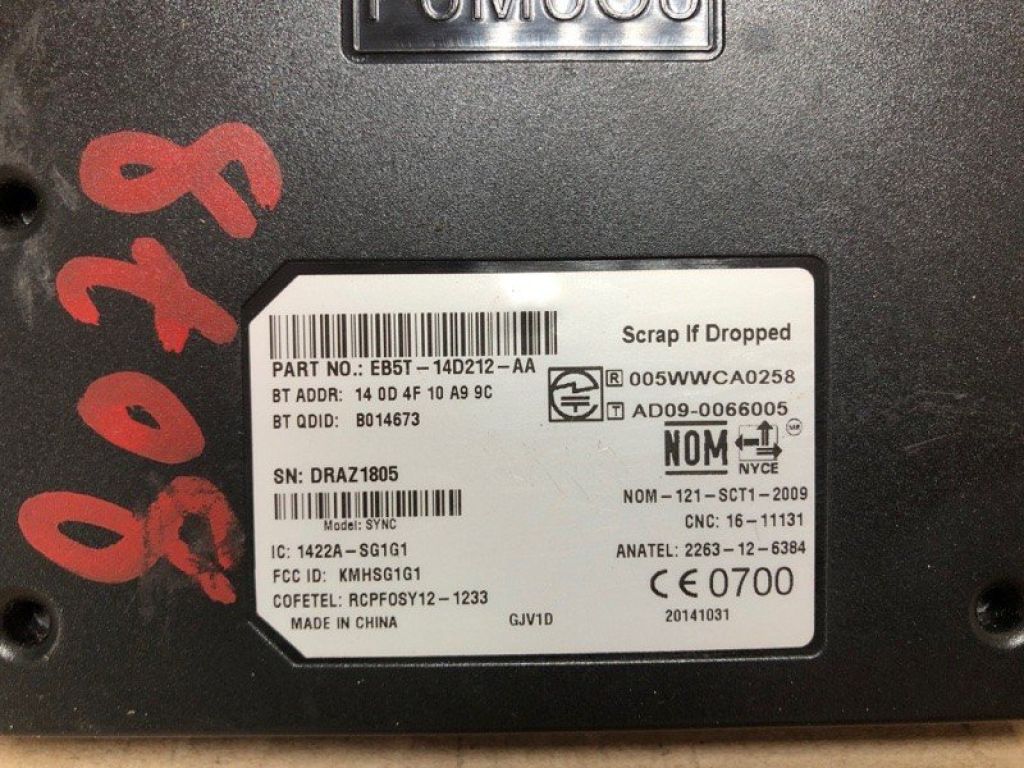 Scrap If Dropped
PART NO.: EB5T-14D212-AA
BT ADDR: 14 0D 4F 10 A9 9C
BT QDID: B014673
R 005WWCA0258
T AD09-0066005
NOM
NYCE
SN: DRAZ1805
Model: SYNC
NOM-121-SCT1-2009
CNC: 16-11131
IC: 1422A-SG1G1
ANATEL: 2263-12-6384
FCC ID: KMHSG1G1
CE 0700
COFETEL: RCPFOSY12-1233
MADE IN CHINA
GJV1D
20141031